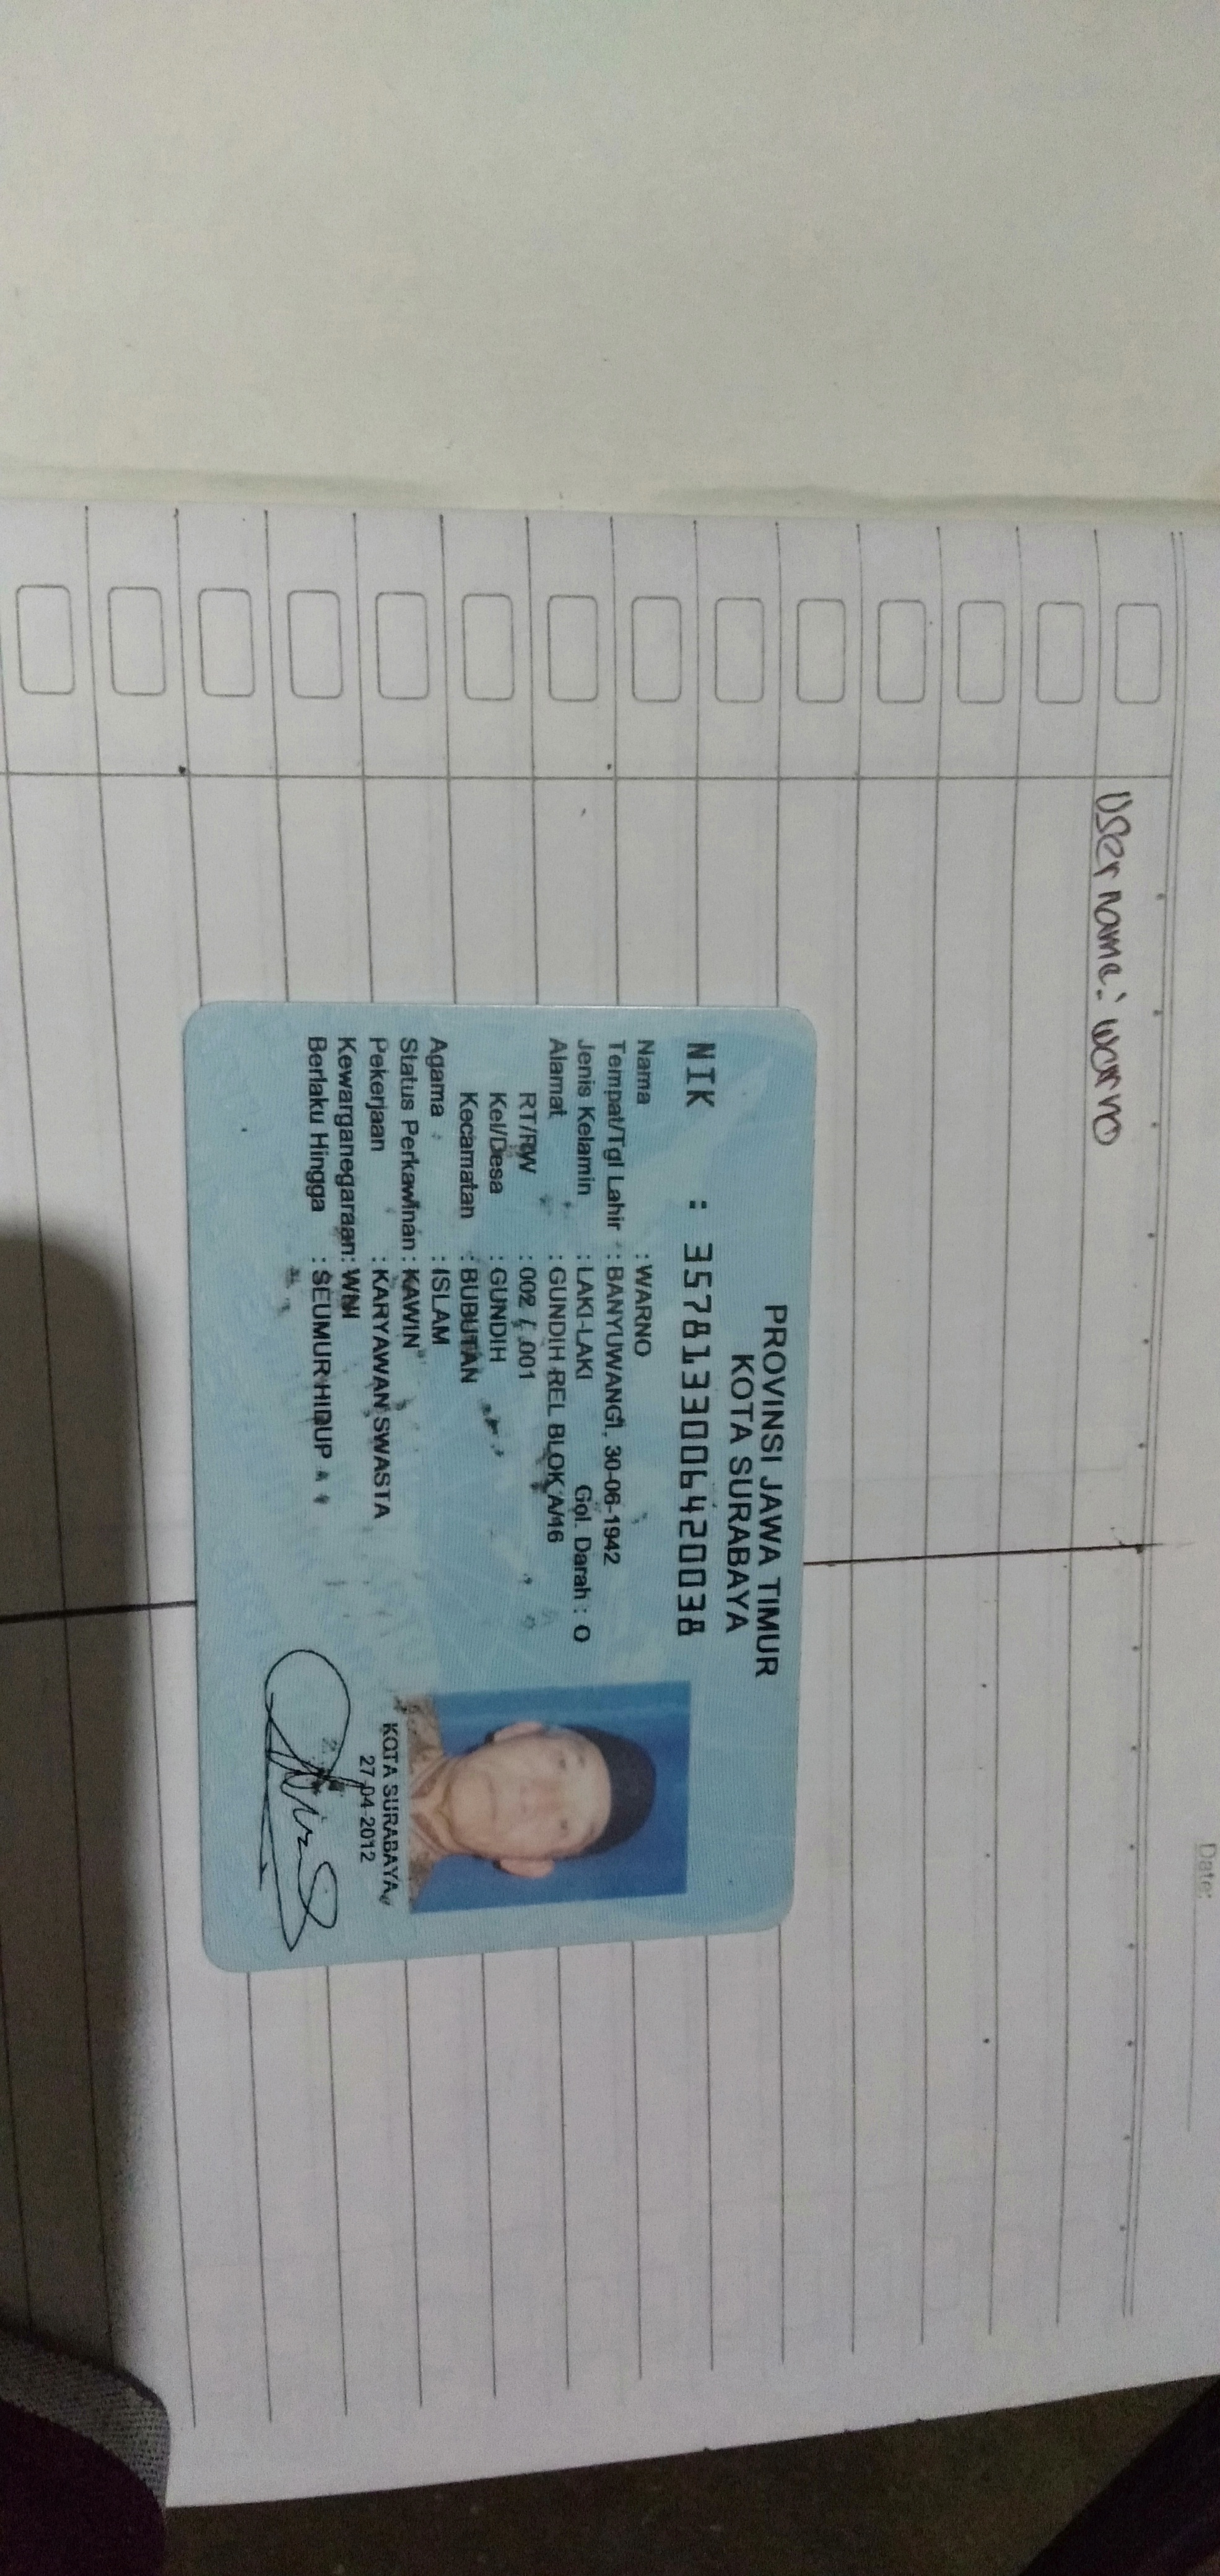 Date:
User name: warno
PROVINSI JAWA TIMUR
KOTA SURABAYA
NIK : 3578133006420038
Nama : WARNO
Tempat/Tgl Lahir : BANYUWANGI, 30-06-1942
Jenis Kelamin : LAKI-LAKI Gol. Darah : O
Alamat : GUNDIH REL BLOK A/16
RT/RW : 002 / 001
Kel/Desa : GUNDIH
Kecamatan : BUBUTAN
Agama : ISLAM
Status Perkawinan : KAWIN
Pekerjaan : KARYAWAN SWASTA
Kewarganegaraan: WNI
Berlaku Hingga : SEUMUR HIDUP
KOTA SURABAYA
27-04-2012